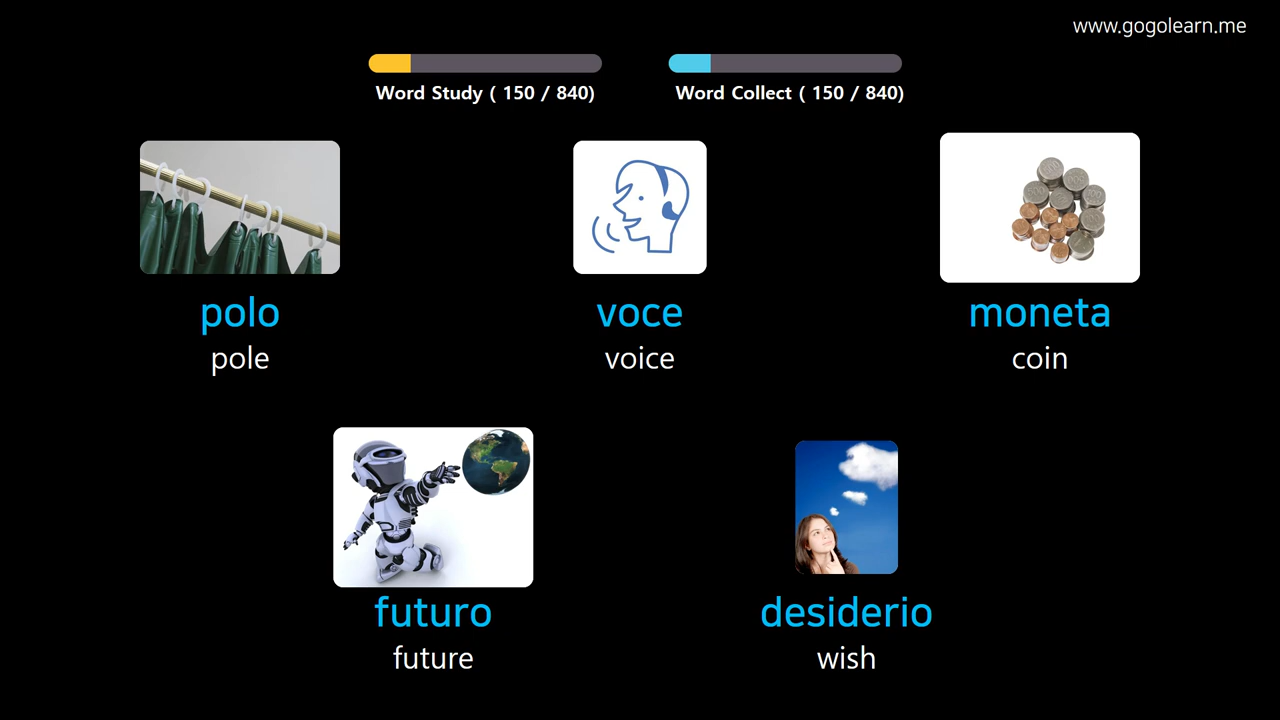 www.gogolearn.me
Word Study ( 150 / 840)
Word Collect ( 150 / 840)
polo
pole
voce
voice
moneta
coin
futuro
future
desiderio
wish